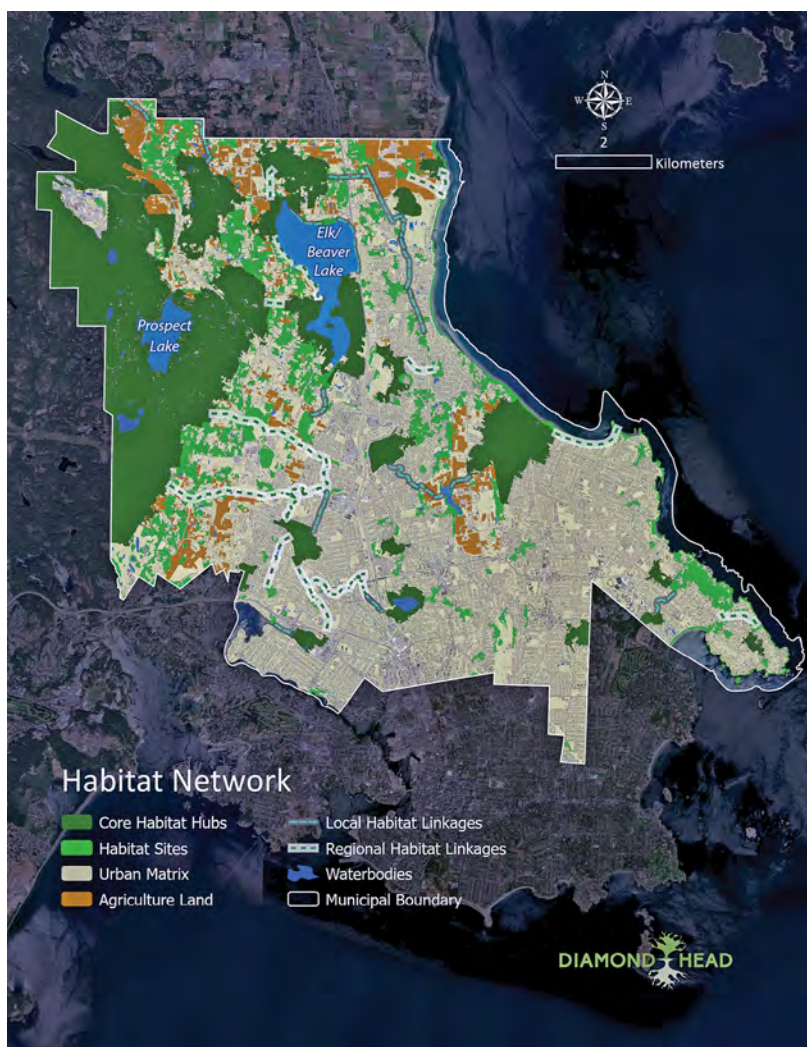 N
W E
S
2
Kilometers
Elk/
Beaver
Lake
Prospect
Lake
Habitat Network
Core Habitat Hubs
Habitat Sites
Urban Matrix
Agriculture Land
Local Habitat Linkages
Regional Habitat Linkages
Waterbodies
Municipal Boundary
DIAMOND HEAD